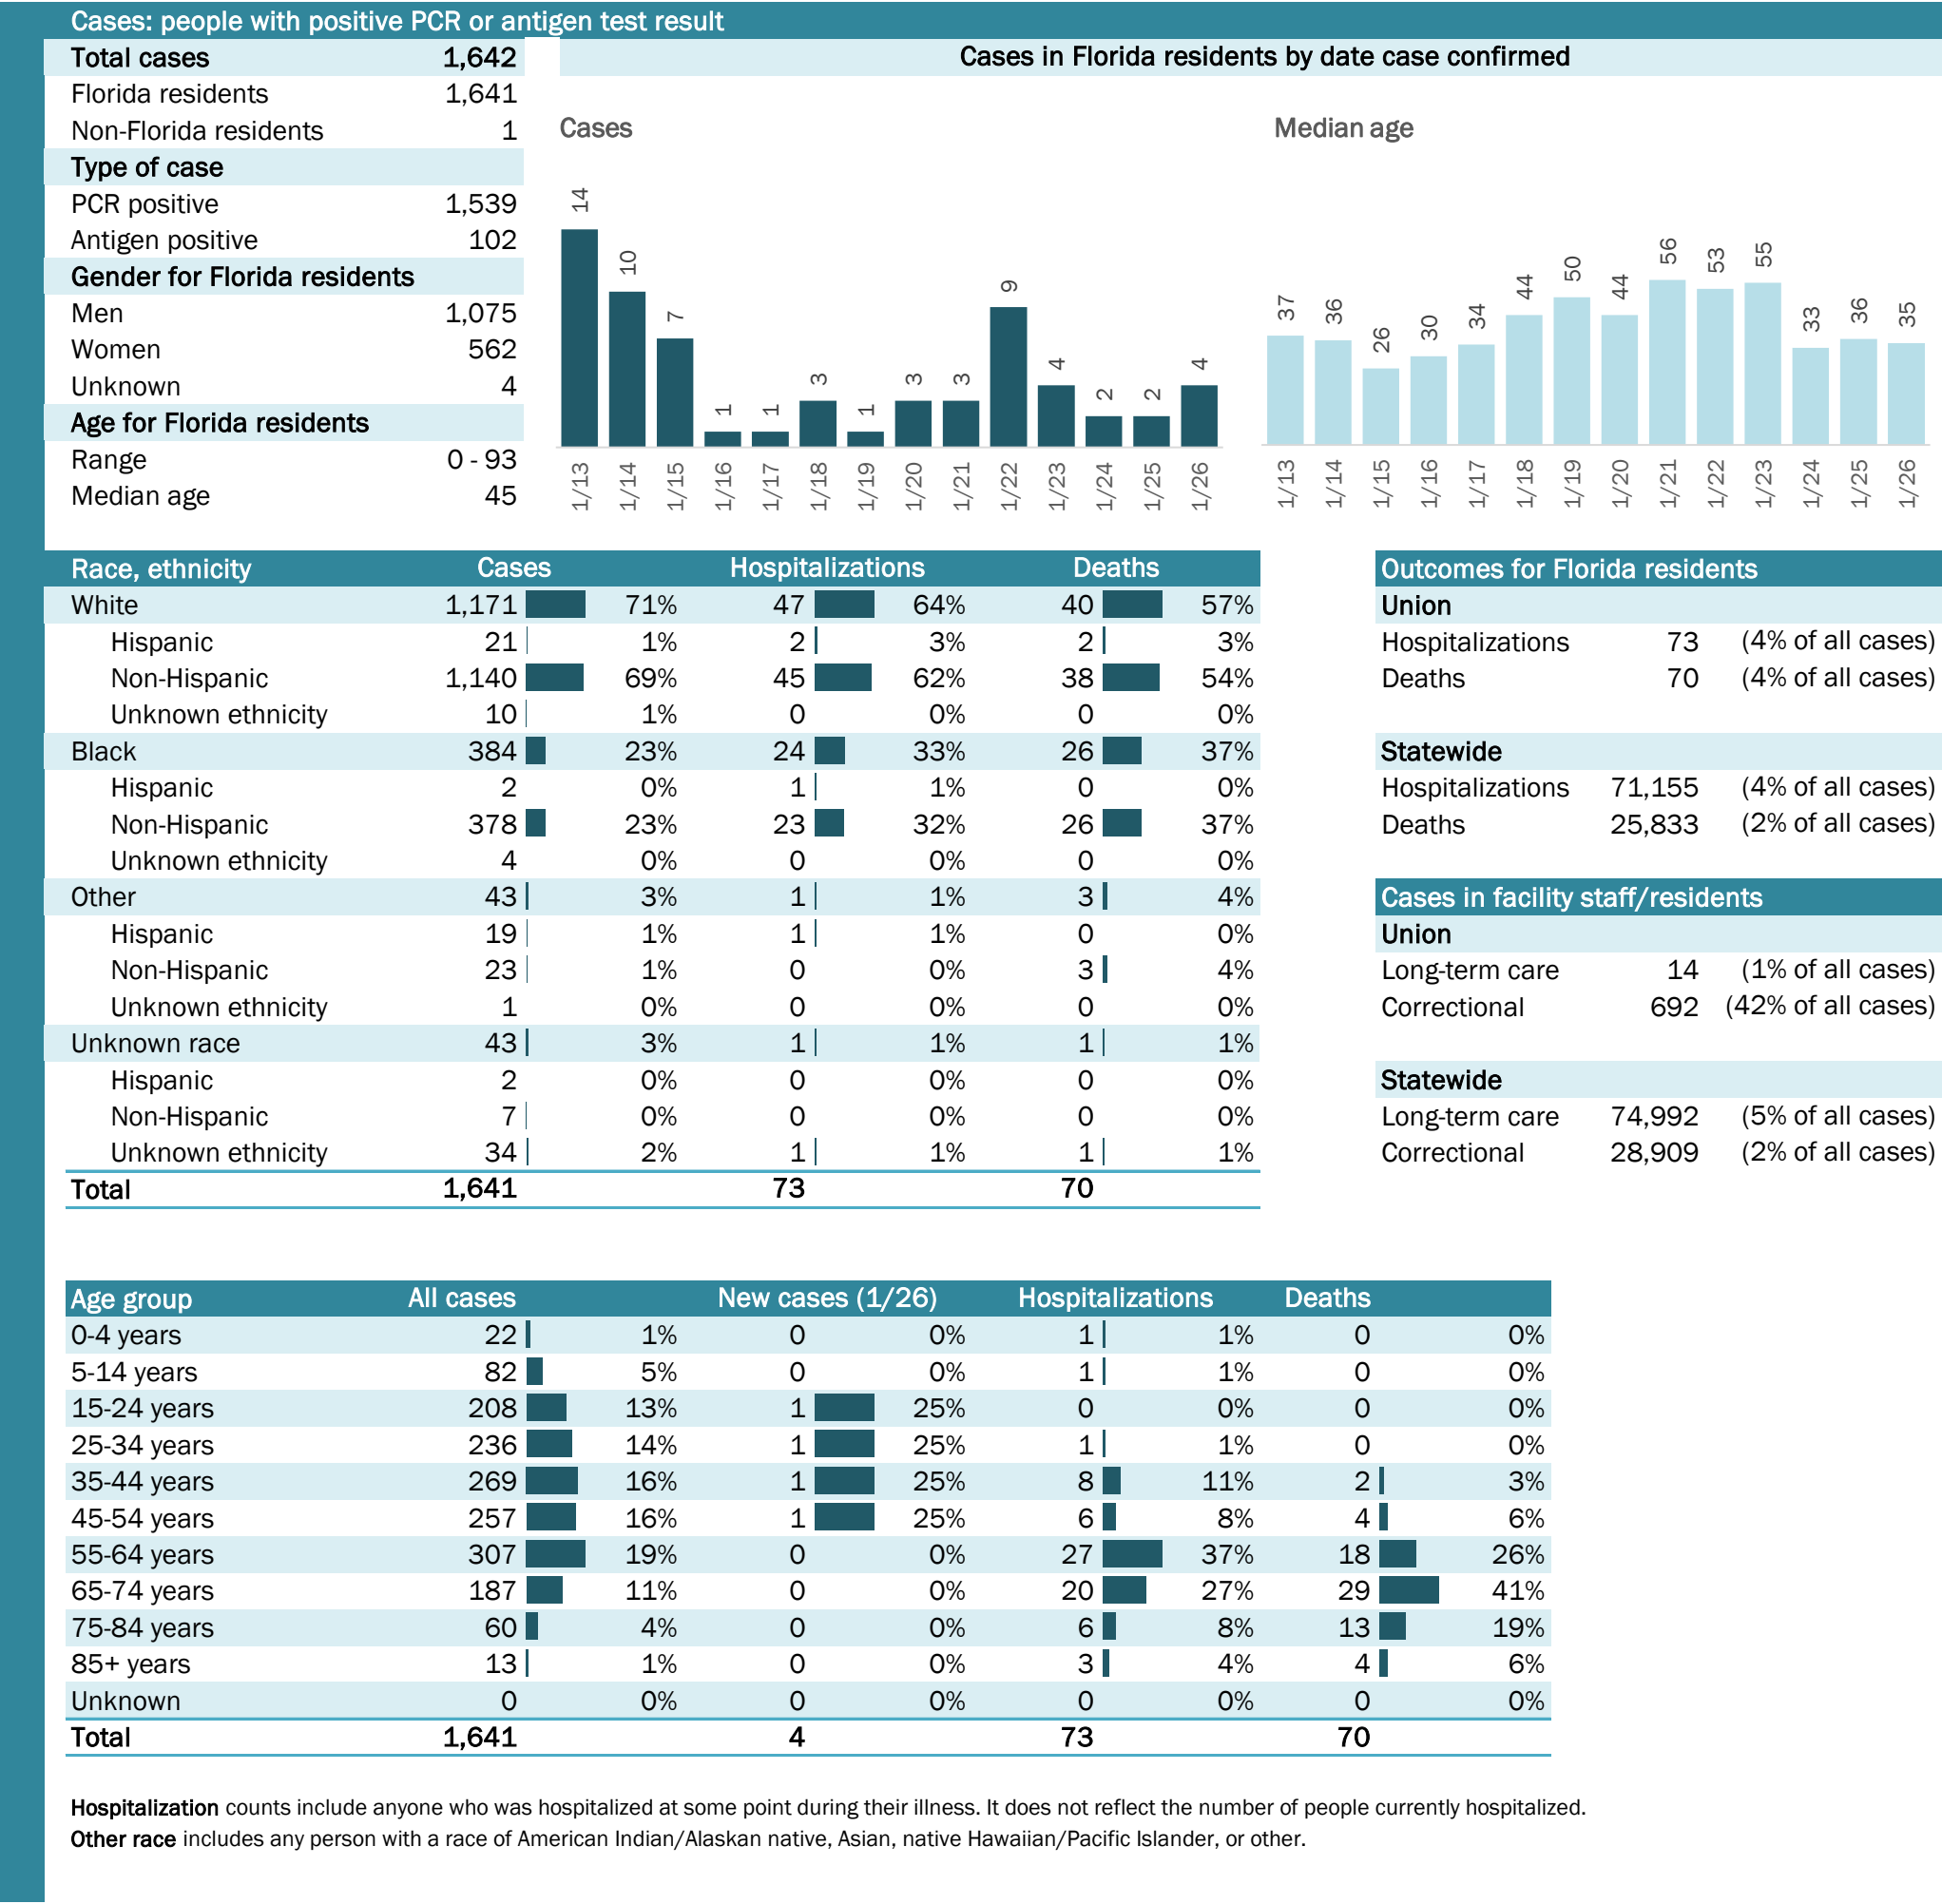 Cases: people with positive PCR or antigen test result
Total cases 1,642
Florida residents 1,641
Non-Florida residents 1
Type of case
PCR positive 1,539
Antigen positive 102
Gender for Florida residents
Men 1,075
Women 562
Unknown 4
Age for Florida residents
Range 0 - 93
Median age 45
Cases in Florida residents by date case confirmed
Cases
14 10 7 1 1 3 1 3 3 9 4 2 2 4
1/13 1/14 1/15 1/16 1/17 1/18 1/19 1/20 1/21 1/22 1/23 1/24 1/25 1/26
Median age
37 36 26 30 34 44 50 44 56 53 55 33 36 35
1/13 1/14 1/15 1/16 1/17 1/18 1/19 1/20 1/21 1/22 1/23 1/24 1/25 1/26
Race, ethnicity Cases Hospitalizations Deaths
White 1,171 71% 47 64% 40 57%
Hispanic 21 1% 2 3% 2 3%
Non-Hispanic 1,140 69% 45 62% 38 54%
Unknown ethnicity 10 1% 0 0% 0 0%
Black 384 23% 24 33% 26 37%
Hispanic 2 0% 1 1% 0 0%
Non-Hispanic 378 23% 23 32% 26 37%
Unknown ethnicity 4 0% 0 0% 0 0%
Other 43 3% 1 1% 3 4%
Hispanic 19 1% 1 1% 0 0%
Non-Hispanic 23 1% 0 0% 3 4%
Unknown ethnicity 1 0% 0 0% 0 0%
Unknown race 43 3% 1 1% 1 1%
Hispanic 2 0% 0 0% 0 0%
Non-Hispanic 7 0% 0 0% 0 0%
Unknown ethnicity 34 2% 1 1% 1 1%
Total 1,641 73 70
Outcomes for Florida residents
Union
Hospitalizations 73 (4% of all cases)
Deaths 70 (4% of all cases)
Statewide
Hospitalizations 71,155 (4% of all cases)
Deaths 25,833 (2% of all cases)
Cases in facility staff/residents
Union
Long-term care 14 (1% of all cases)
Correctional 692 (42% of all cases)
Statewide
Long-term care 74,992 (5% of all cases)
Correctional 28,909 (2% of all cases)
Age group All cases New cases (1/26) Hospitalizations Deaths
0-4 years 22 1% 0 0% 1 1% 0 0%
5-14 years 82 5% 0 0% 1 1% 0 0%
15-24 years 208 13% 1 25% 0 0% 0 0%
25-34 years 236 14% 1 25% 1 1% 0 0%
35-44 years 269 16% 1 25% 8 11% 2 3%
45-54 years 257 16% 1 25% 6 8% 4 6%
55-64 years 307 19% 0 0% 27 37% 18 26%
65-74 years 187 11% 0 0% 20 27% 29 41%
75-84 years 60 4% 0 0% 6 8% 13 19%
85+ years 13 1% 0 0% 3 4% 4 6%
Unknown 0 0% 0 0% 0 0% 0 0%
Total 1,641 4 73 70
Hospitalization counts include anyone who was hospitalized at some point during their illness. It does not reflect the number of people currently hospitalized.
Other race includes any person with a race of American Indian/Alaskan native, Asian, native Hawaiian/Pacific Islander, or other.